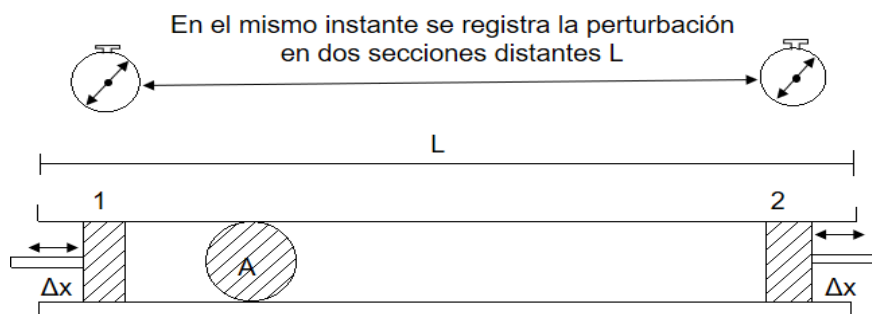 En el mismo instante se registra la perturbación
en dos secciones distantes L
L
1
2
A
Δx
Δx